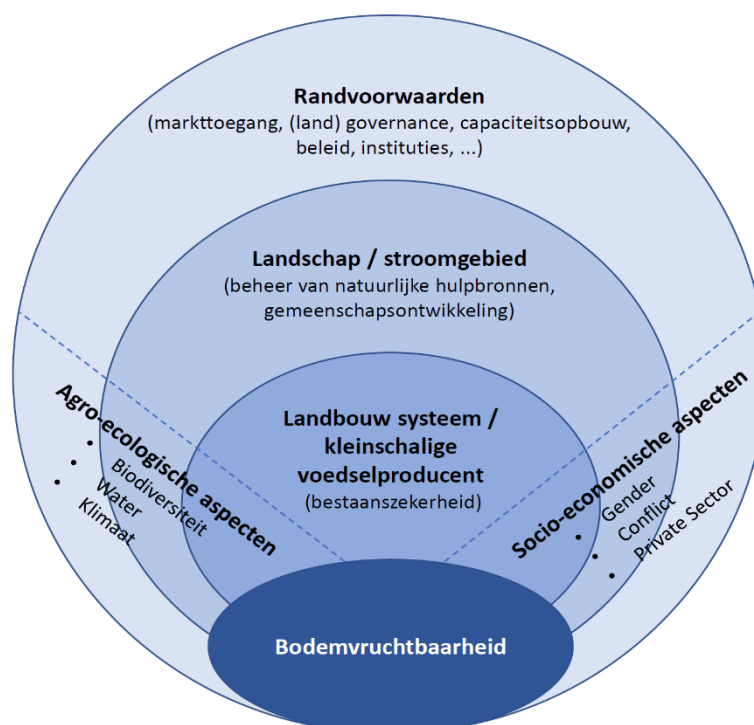 Randvoorwaarden
(markttoegang, (land) governance, capaciteitsopbouw,
beleid, instituties, ...)
Landschap / stroomgebied
(beheer van natuurlijke hulpbronnen,
gemeenschapsontwikkeling)
Landbouw systeem /
kleinschalige
voedselproducent
(bestaanszekerheid)
Agro-ecologische aspecten
• Biodiversiteit
• Water
• Klimaat
Socio-economische aspecten
• Gender
• Conflict
• Private Sector
Bodemvruchtbaarheid